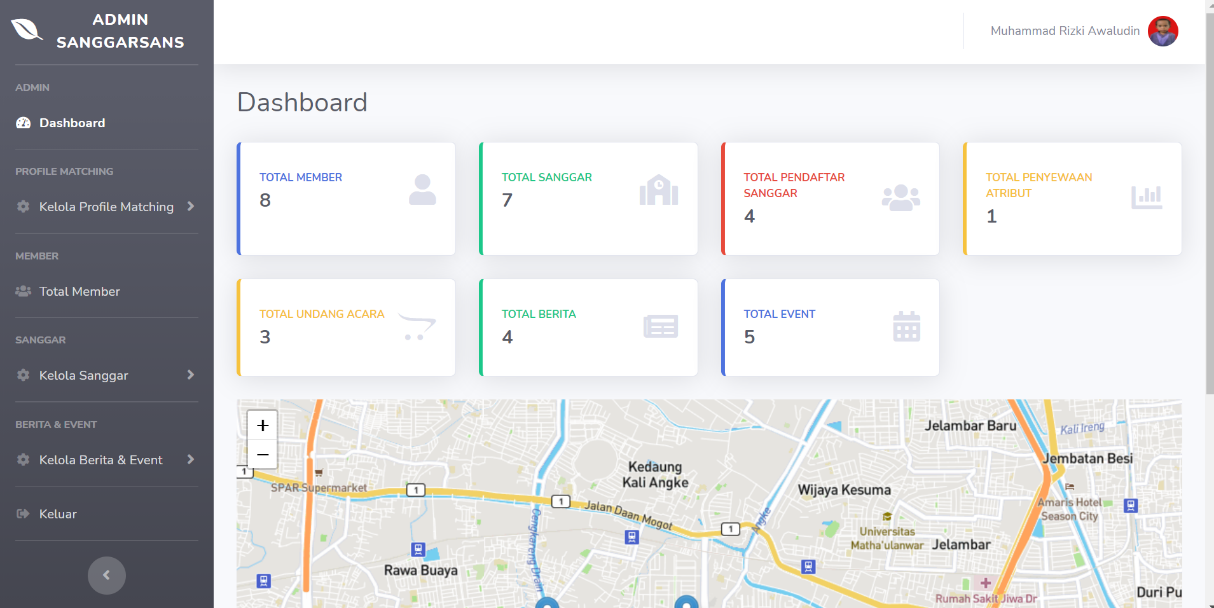 ADMIN
SANGGARSANS
ADMIN
Dashboard
PROFILE MATCHING
Kelola Profile Matching
MEMBER
Total Member
SANGGAR
Kelola Sanggar
BERITA & EVENT
Kelola Berita & Event
Keluar
Muhammad Rizki Awaludin
Dashboard
TOTAL MEMBER
8
TOTAL SANGGAR
7
TOTAL PENDAFTAR
SANGGAR
4
TOTAL PENYEWAAN
ATRIBUT
1
TOTAL UNDANG ACARA
3
TOTAL BERITA
4
TOTAL EVENT
5
+
−
Jelambar Baru
Kali Ireng
Jembatan Besi
Kedaung
Kali Angke
1
SPAR Supermarket
1
Wijaya Kesuma
Amaris Hotel
Season City
1
Jalan Daan Mogot
Angke
1
Cengkareng Drain
Universitas
Matha'ulanwar
Jelambar
Rawa Buaya
Rumah Sakit Jiwa Dr
Duri Pu